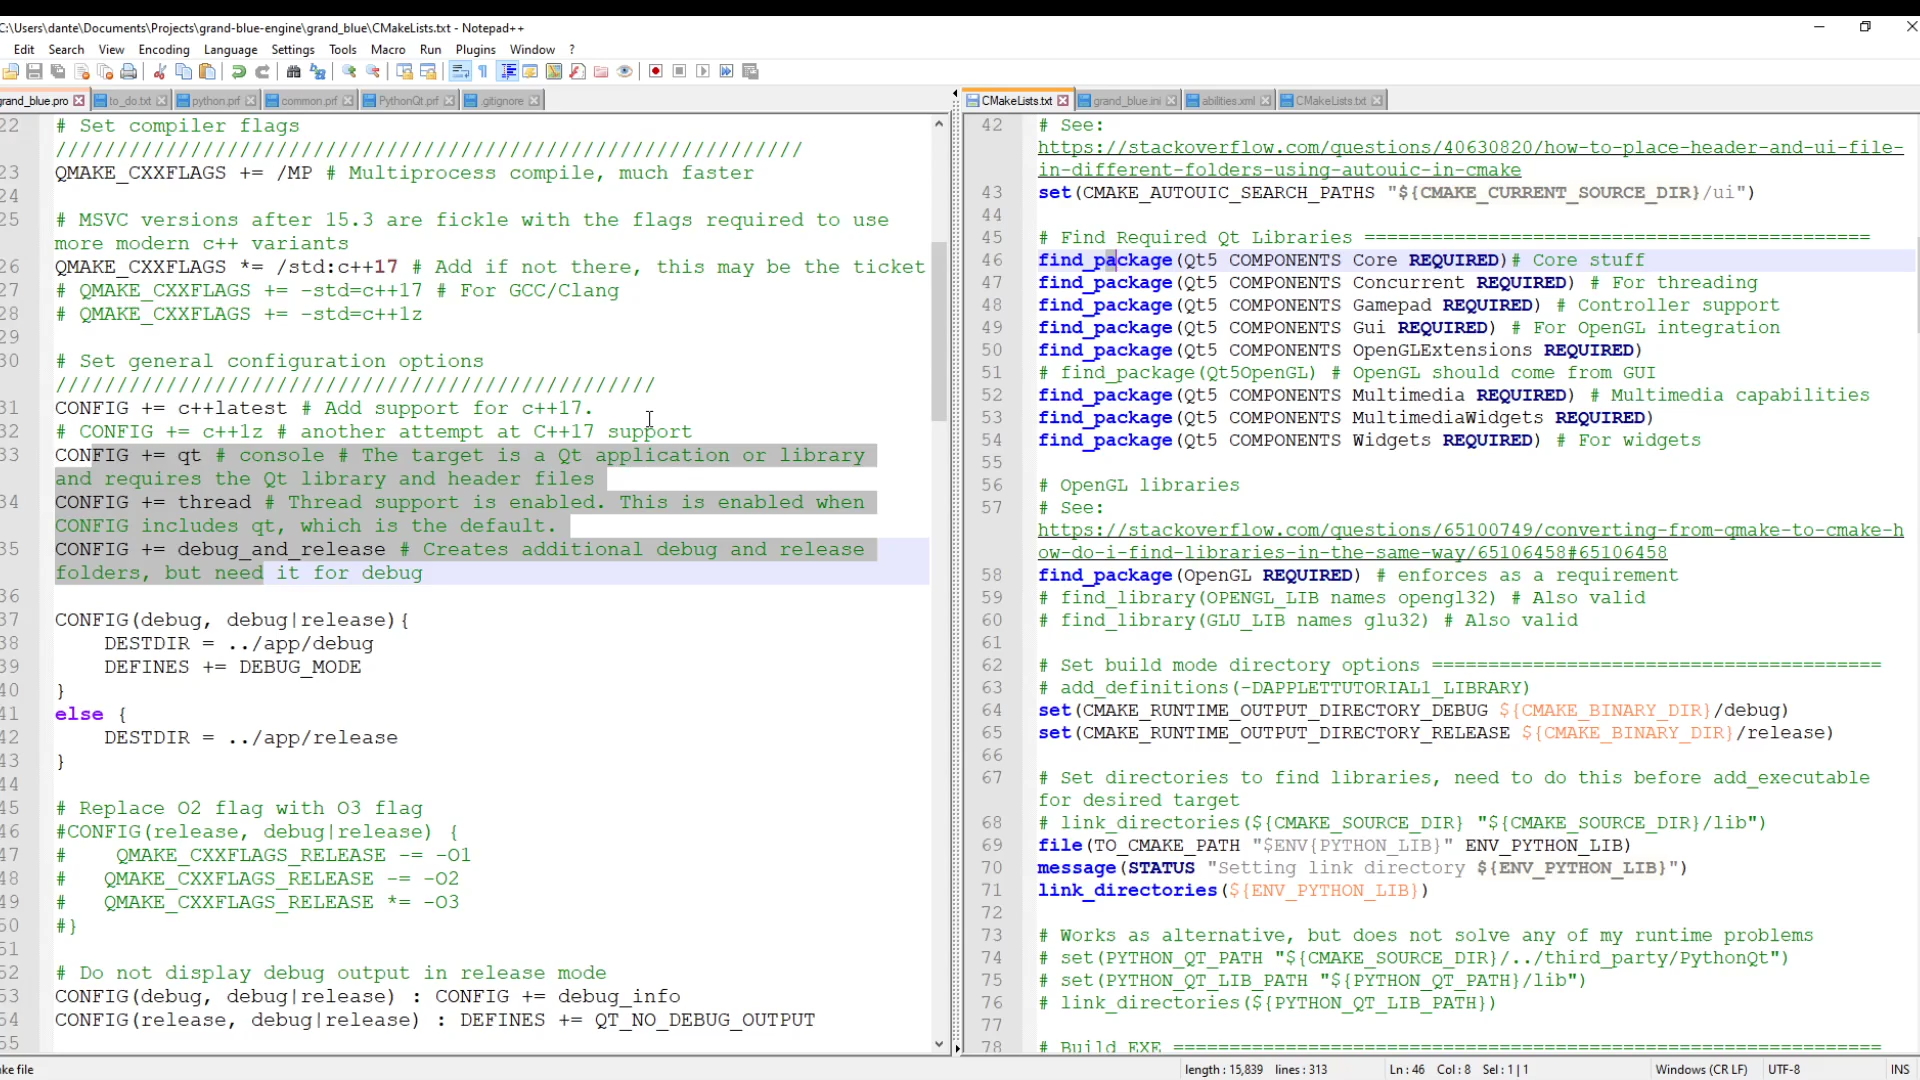 C:\Users\dante\Documents\Projects\grand-blue-engine\grand_blue\CMakeLists.txt - Notepad++
Edit Search View Encoding Language Settings Tools Macro Run Plugins Window ?
grand_blue.pro to_do.txt python.prf common.prf PythonQt.prf .gitignore
22 # Set compiler flags
///////////////////////////////////////////////////////////////
23 QMAKE_CXXFLAGS += /MP # Multiprocess compile, much faster
24
25 # MSVC versions after 15.3 are fickle with the flags required to use
more modern c++ variants
26 QMAKE_CXXFLAGS *= /std:c++17 # Add if not there, this may be the ticket
27 # QMAKE_CXXFLAGS += -std=c++17 # For GCC/Clang
28 # QMAKE_CXXFLAGS += -std=c++1z
29
30 # Set general configuration options
/////////////////////////////////////////////////
31 CONFIG += c++latest # Add support for c++17.
32 # CONFIG += c++1z # another attempt at C++17 support
33 CONFIG += qt # console # The target is a Qt application or library
and requires the Qt library and header files
34 CONFIG += thread # Thread support is enabled. This is enabled when
CONFIG includes qt, which is the default.
35 CONFIG += debug_and_release # Creates additional debug and release
folders, but need it for debug
36
37 CONFIG(debug, debug|release){
38 DESTDIR = ../app/debug
39 DEFINES += DEBUG_MODE
40 }
41 else {
42 DESTDIR = ../app/release
43 }
44
45 # Replace O2 flag with O3 flag
46 #CONFIG(release, debug|release) {
47 # QMAKE_CXXFLAGS_RELEASE -= -O1
48 # QMAKE_CXXFLAGS_RELEASE -= -O2
49 # QMAKE_CXXFLAGS_RELEASE *= -O3
50 #}
51
52 # Do not display debug output in release mode
53 CONFIG(debug, debug|release) : CONFIG += debug_info
54 CONFIG(release, debug|release) : DEFINES += QT_NO_DEBUG_OUTPUT
55
CMakeLists.txt grand_blue.ini abilities.xml CMakeLists.txt
42 # See:
https://stackoverflow.com/questions/40630820/how-to-place-header-and-ui-file-
in-different-folders-using-autouic-in-cmake
43 set(CMAKE_AUTOUIC_SEARCH_PATHS "${CMAKE_CURRENT_SOURCE_DIR}/ui")
44
45 # Find Required Qt Libraries =========================================
46 find_package(Qt5 COMPONENTS Core REQUIRED)# Core stuff
47 find_package(Qt5 COMPONENTS Concurrent REQUIRED) # For threading
48 find_package(Qt5 COMPONENTS Gamepad REQUIRED) # Controller support
49 find_package(Qt5 COMPONENTS Gui REQUIRED) # For OpenGL integration
50 find_package(Qt5 COMPONENTS OpenGLExtensions REQUIRED)
51 # find_package(Qt5OpenGL) # OpenGL should come from GUI
52 find_package(Qt5 COMPONENTS Multimedia REQUIRED) # Multimedia capabilities
53 find_package(Qt5 COMPONENTS MultimediaWidgets REQUIRED)
54 find_package(Qt5 COMPONENTS Widgets REQUIRED) # For widgets
55
56 # OpenGL libraries
57 # See:
https://stackoverflow.com/questions/65100749/converting-from-qmake-to-cmake-h
ow-do-i-find-libraries-in-the-same-way/65106458#65106458
58 find_package(OpenGL REQUIRED) # enforces as a requirement
59 # find_library(OPENGL_LIB names opengl32) # Also valid
60 # find_library(GLU_LIB names glu32) # Also valid
61
62 # Set build mode directory options ========================================
63 # add_definitions(-DAPPLETTUTORIAL1_LIBRARY)
64 set(CMAKE_RUNTIME_OUTPUT_DIRECTORY_DEBUG ${CMAKE_BINARY_DIR}/debug)
65 set(CMAKE_RUNTIME_OUTPUT_DIRECTORY_RELEASE ${CMAKE_BINARY_DIR}/release)
66
67 # Set directories to find libraries, need to do this before add_executable
for desired target
68 # link_directories(${CMAKE_SOURCE_DIR} "${CMAKE_SOURCE_DIR}/lib")
69 file(TO_CMAKE_PATH "$ENV{PYTHON_LIB}" ENV_PYTHON_LIB)
70 message(STATUS "Setting link directory ${ENV_PYTHON_LIB}")
71 link_directories(${ENV_PYTHON_LIB})
72
73 # Works as alternative, but does not solve any of my runtime problems
74 # set(PYTHON_QT_PATH "${CMAKE_SOURCE_DIR}/../third_party/PythonQt")
75 # set(PYTHON_QT_LIB_PATH "${PYTHON_QT_PATH}/lib")
76 # link_directories(${PYTHON_QT_LIB_PATH})
77
78 # Build EXE ===============================================================
ke file length : 15,839 lines : 313 Ln : 46 Col : 8 Sel : 1 | 1 Windows (CR LF) UTF-8 INS